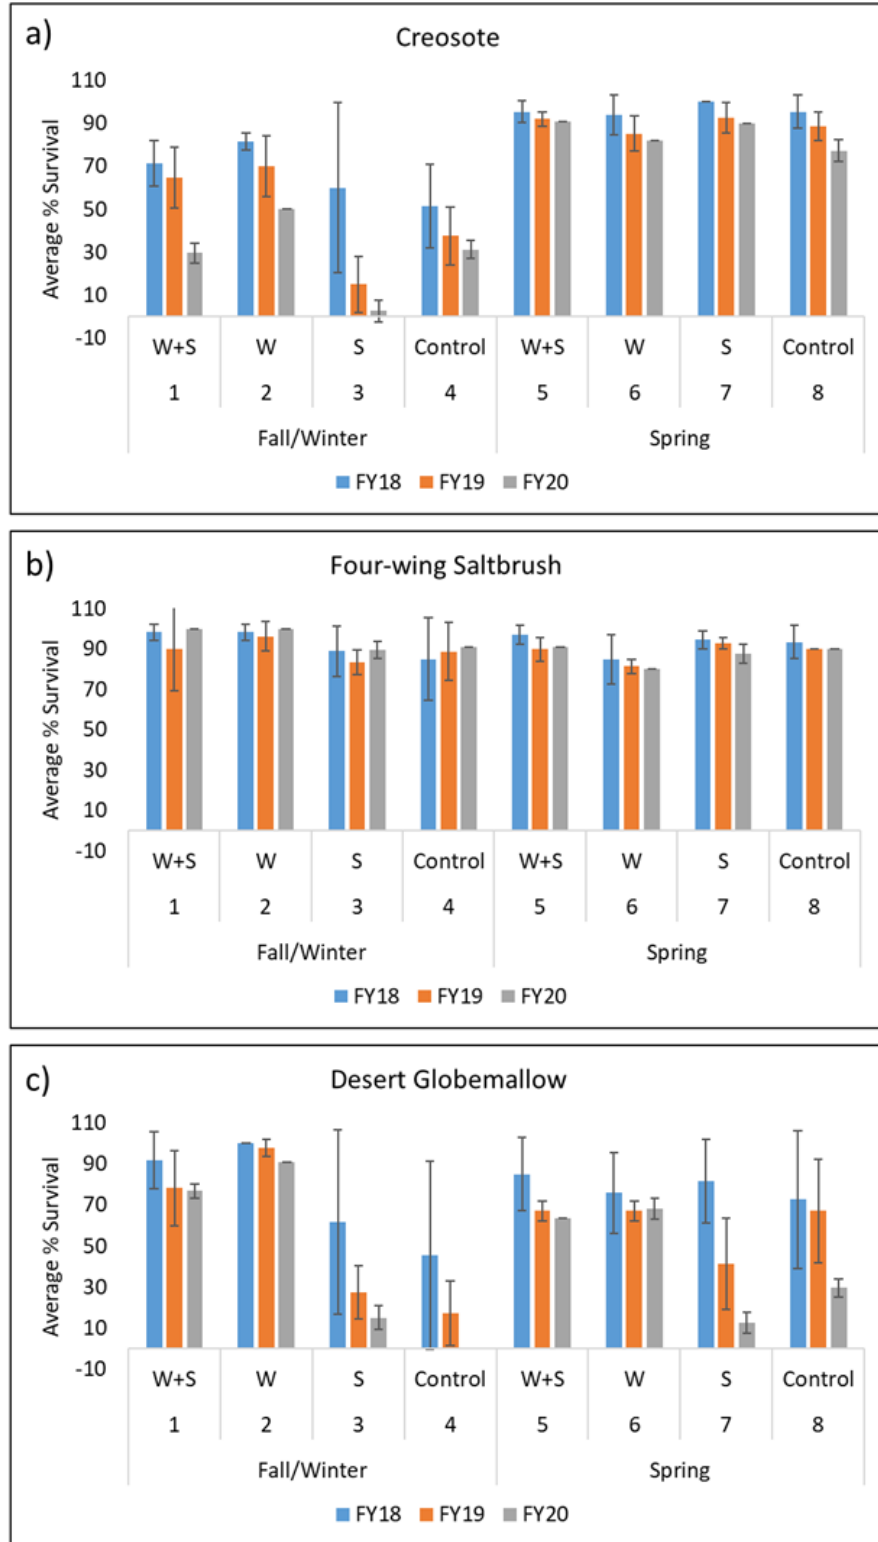 a)
Creosote
Average % Survival
110
90
70
50
30
10
-10
W+S W S Control W+S W S Control
1 2 3 4 5 6 7 8
Fall/Winter Spring
FY18 FY19 FY20
b)
Four-wing Saltbrush
Average % Survival
110
90
70
50
30
10
-10
W+S W S Control W+S W S Control
1 2 3 4 5 6 7 8
Fall/Winter Spring
FY18 FY19 FY20
c)
Desert Globemallow
Average % Survival
110
90
70
50
30
10
-10
W+S W S Control W+S W S Control
1 2 3 4 5 6 7 8
Fall/Winter Spring
FY18 FY19 FY20